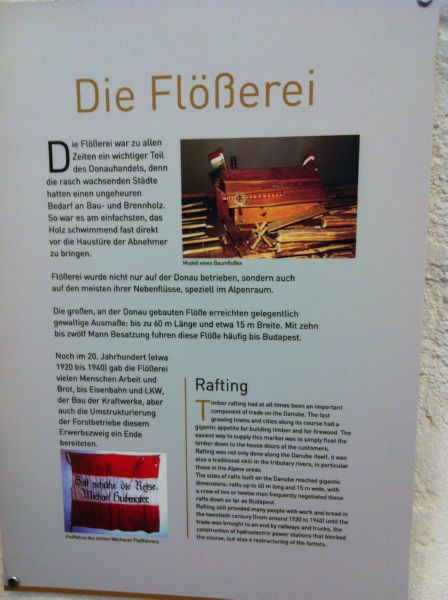 Die Flößerei
Die Flößerei war zu allen
Zeiten ein wichtiger Teil
des Donauhandels, denn
die rasch wachsenden Städte
hatten einen ungeheuren
Bedarf an Bau- und Brennholz.
So war es am einfachsten, das
Holz schwimmend fast direkt
vor die Haustüre der Abnehmer
zu bringen.
Modell eines Baumfloßes
Flößerei wurde nicht nur auf der Donau betrieben, sondern auch
auf den meisten ihrer Nebenflüsse, speziell im Alpenraum.
Die großen, an der Donau gebauten Flöße erreichten gelegentlich
gewaltige Ausmaße: bis zu 60 m Länge und etwa 15 m Breite. Mit zehn
bis zwölf Mann Besatzung fuhren diese Flöße häufig bis Budapest.
Noch im 20. Jahrhundert (etwa
1920 bis 1940) gab die Flößerei
vielen Menschen Arbeit und
Brot, bis Eisenbahn und LKW,
der Bau der Kraftwerke, aber
auch die Umstrukturierung
der Forstbetriebe diesem
Erwerbszweig ein Ende
bereiteten.
Gott schütze die Reise
Michael Hubmaier
Floßfahne des letzten Wachauer Floßführers
Rafting
Timber rafting had at all times been an important
component of trade on the Danube. The fast
growing towns and cities along its course had a
gigantic appetite for building timber and for firewood. The
easiest way to supply this market was to simply float the
timber down to the house doors of the customers.
Rafting was not only done along the Danube itself, it was
also a traditional skill in the tributary rivers, in particular
those in the Alpine areas.
The sizes of rafts built on the Danube reached gigantic
dimensions: rafts up to 60 m long and 15 m wide, with
a crew of ten or twelve men frequently negotiated these
rafts down as far as Budapest.
Rafting still provided many people with work and bread in
the twentieth century (from around 1920 to 1940) until the
trade was brought to an end by railways and trucks, the
construction of hydroelectric power stations that blocked
the course, but also a restructuring of the forests.